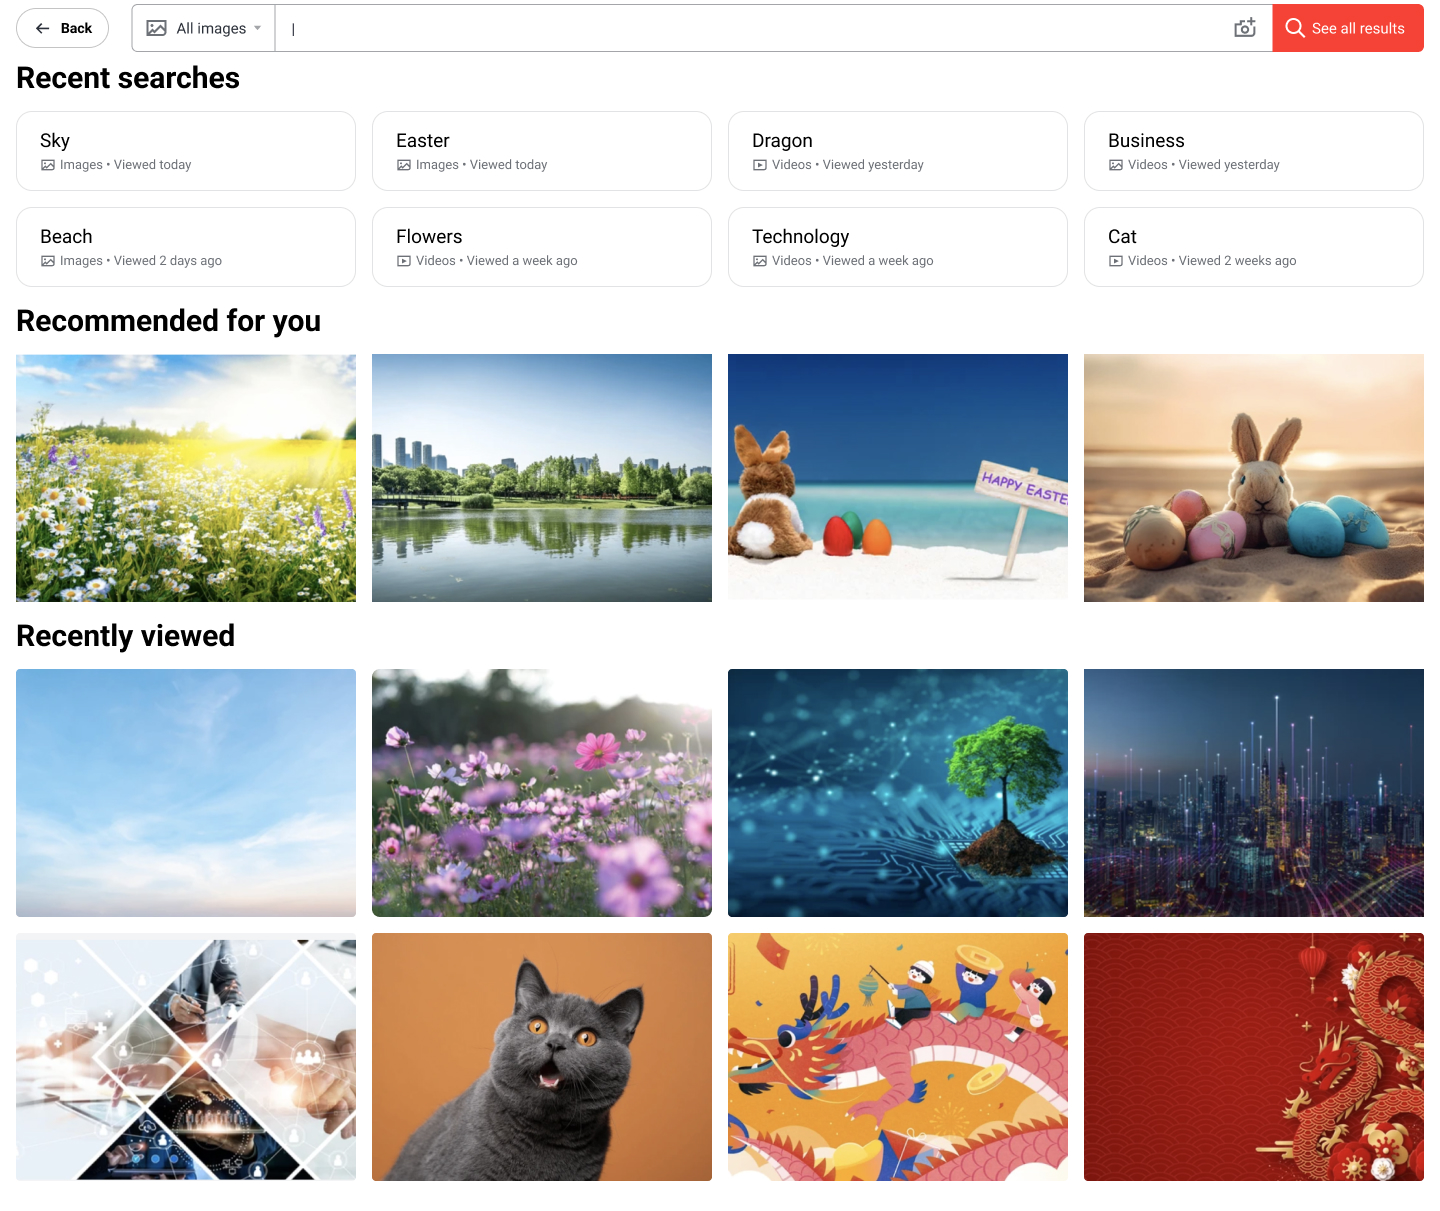 Back
All images
See all results
Recent searches
Sky
Images • Viewed today
Easter
Images • Viewed today
Dragon
Videos • Viewed yesterday
Business
Videos • Viewed yesterday
Beach
Images • Viewed 2 days ago
Flowers
Videos • Viewed a week ago
Technology
Videos • Viewed a week ago
Cat
Videos • Viewed 2 weeks ago
Recommended for you
HAPPY EASTE
Recently viewed